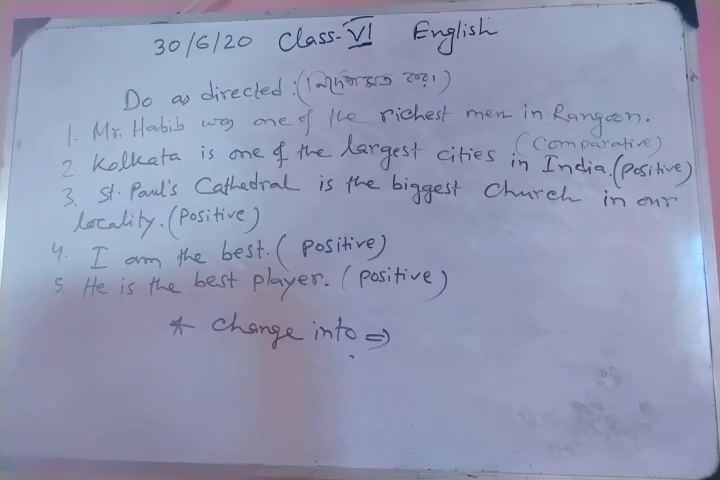 30/6/20 Class-VI English
Do as directed: (নির্দেশমত কর।)
1. Mr. Habib was one of the richest men in Rangoon.
(Comparative)
2 Kolkata is one of the largest cities in India. (Positive)
3. St. Paul's Cathedral is the biggest Church in our
locality. (Positive)
4. I am the best. ( positive)
5. He is the best player. (positive)
* Change into ⇒